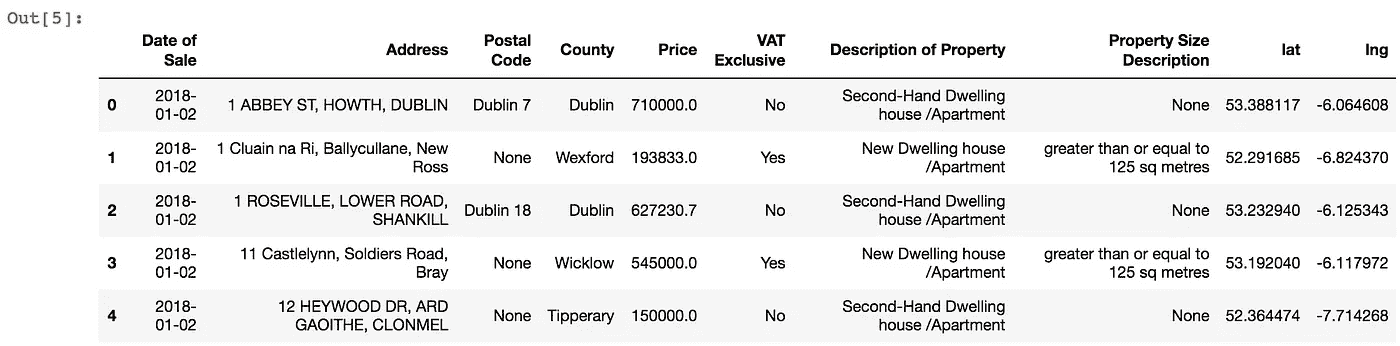 Out[5]:
Date of Sale Address Postal Code County Price VAT Exclusive Description of Property Property Size Description lat lng
0 2018-01-02 1 ABBEY ST, HOWTH, DUBLIN Dublin 7 Dublin 710000.0 No Second-Hand Dwelling house /Apartment None 53.388117 -6.064608
1 2018-01-02 1 Cluain na Ri, Ballycullane, New Ross None Wexford 193833.0 Yes New Dwelling house /Apartment greater than or equal to 125 sq metres 52.291685 -6.824370
2 2018-01-02 1 ROSEVILLE, LOWER ROAD, SHANKILL Dublin 18 Dublin 627230.7 No Second-Hand Dwelling house /Apartment None 53.232940 -6.125343
3 2018-01-02 11 Castlelynn, Soldiers Road, Bray None Wicklow 545000.0 Yes New Dwelling house /Apartment greater than or equal to 125 sq metres 53.192040 -6.117972
4 2018-01-02 12 HEYWOOD DR, ARD GAOITHE, CLONMEL None Tipperary 150000.0 No Second-Hand Dwelling house /Apartment None 52.364474 -7.714268